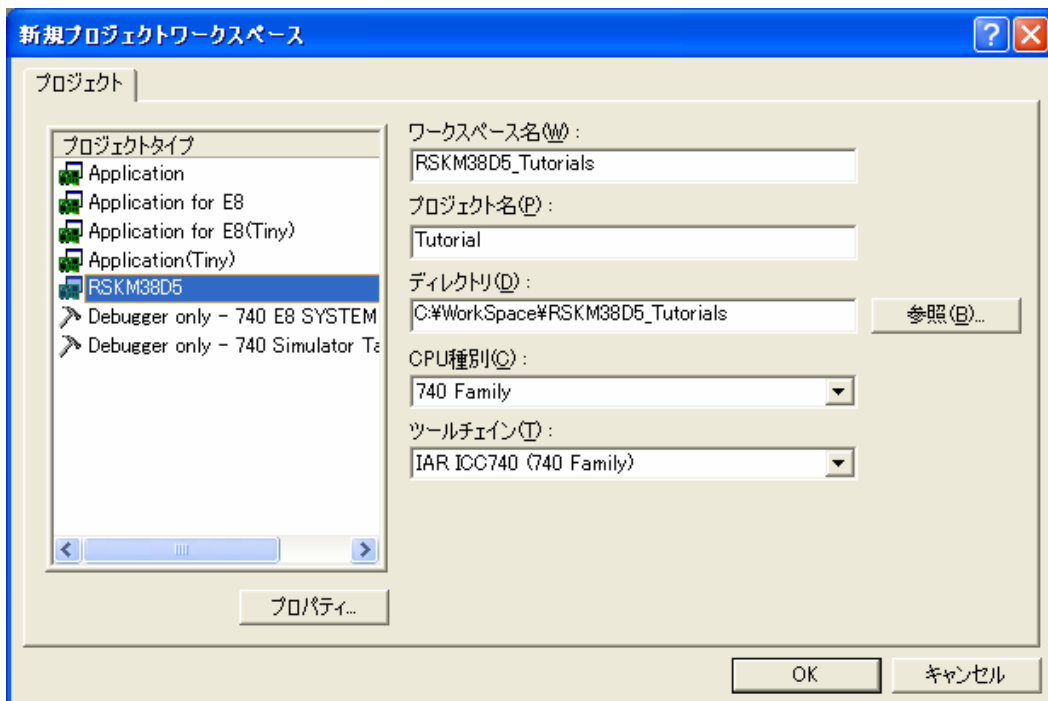 新規プロジェクトワークスペース
プロジェクト
プロジェクトタイプ
Application
Application for E8
Application for E8(Tiny)
Application(Tiny)
RSKM38D5
Debugger only - 740 E8 SYSTEM
Debugger only - 740 Simulator Ta
プロパティ...
ワークスペース名(W):
RSKM38D5_Tutorials
プロジェクト名(P):
Tutorial
ディレクトリ(D):
C:¥WorkSpace¥RSKM38D5_Tutorials
参照(B)...
CPU種別(C):
740 Family
ツールチェイン(T):
IAR ICC740 (740 Family)
OK
キャンセル